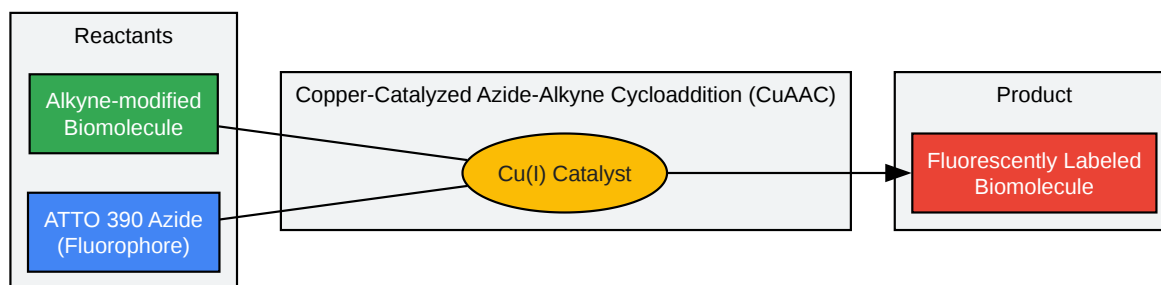 Reactants
Alkyne-modified
Biomolecule
ATTO 390 Azide
(Fluorophore)
Copper-Catalyzed Azide-Alkyne Cycloaddition (CuAAC)
Cu(I) Catalyst
Product
Fluorescently Labeled
Biomolecule